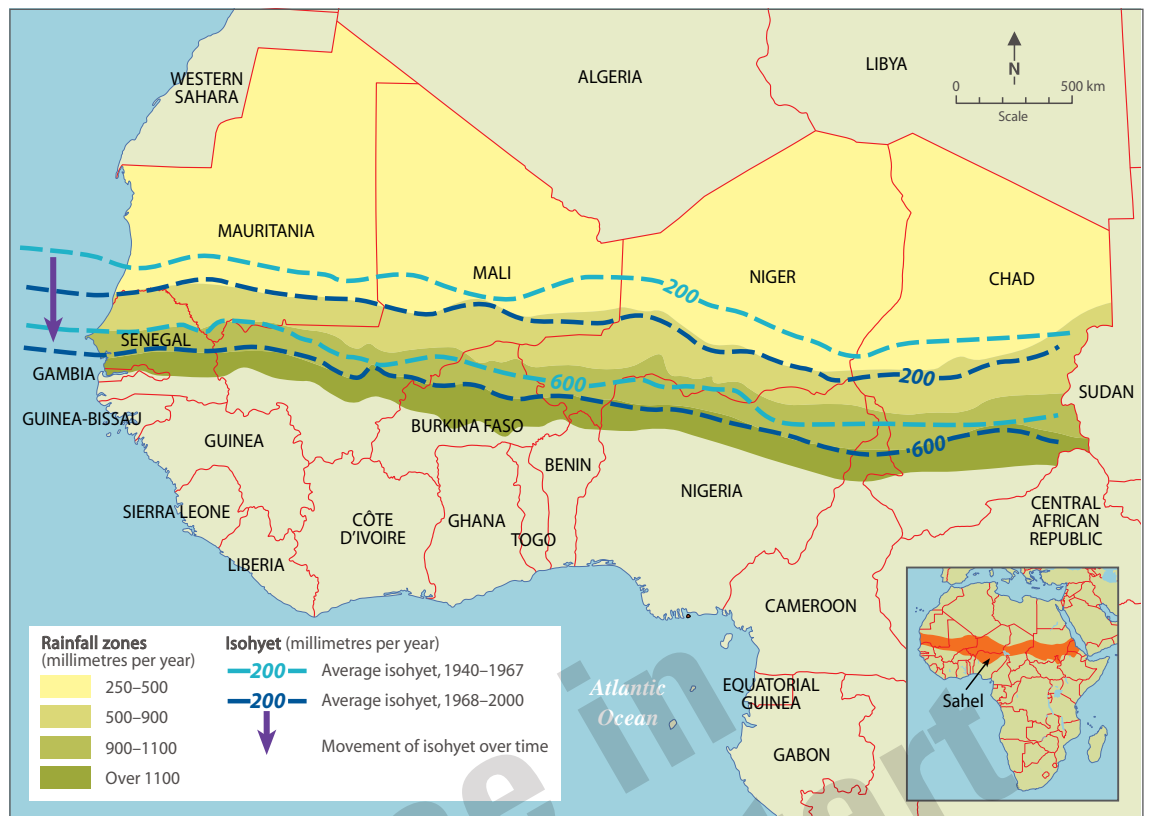 WESTERN
SAHARA
ALGERIA
LIBYA
N
0 500 km
Scale
MAURITANIA
MALI
NIGER
CHAD
200
SENEGAL
GAMBIA
200
600
SUDAN
GUINEA-BISSAU
GUINEA
BURKINA FASO
600
BENIN
NIGERIA
SIERRA LEONE
CÔTE
D'IVOIRE
GHANA
TOGO
CENTRAL
AFRICAN
REPUBLIC
LIBERIA
CAMEROON
EQUATORIAL
GUINEA
GABON
Atlantic
Ocean
Sahel
Rainfall zones
(millimetres per year)
250–500
500–900
900–1100
Over 1100
Isohyet (millimetres per year)
200 Average isohyet, 1940–1967
200 Average isohyet, 1968–2000
Movement of isohyet over time
in